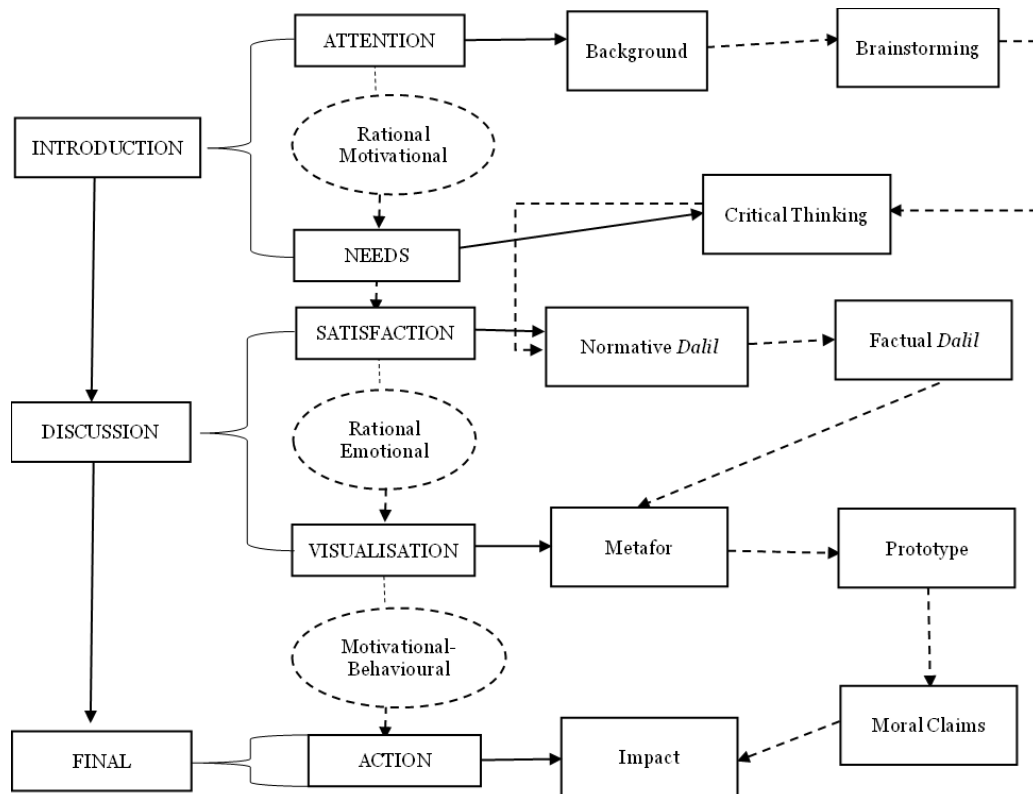 ATTENTION
Background
Brainstorming
Rational
Motivational
INTRODUCTION
Critical Thinking
NEEDS
SATISFACTION
Normative Dalil
Factual Dalil
DISCUSSION
Rational
Emotional
VISUALISATION
Metafor
Prototype
Motivational-
Behavioural
Moral Claims
FINAL
ACTION
Impact